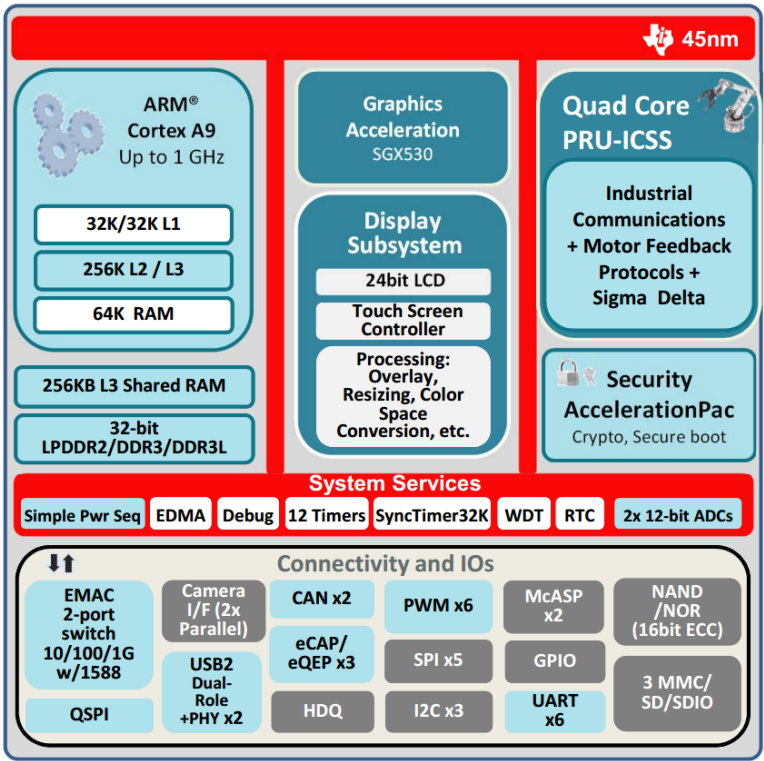 45nm
ARM®
Cortex A9
Up to 1 GHz
32K/32K L1
256K L2 / L3
64K RAM
256KB L3 Shared RAM
32-bit
LPDDR2/DDR3/DDR3L
Graphics
Acceleration
SGX530
Display
Subsystem
24bit LCD
Touch Screen
Controller
Processing:
Overlay,
Resizing, Color
Space
Conversion, etc.
Quad Core
PRU-ICSS
Industrial
Communications
+ Motor Feedback
Protocols +
Sigma Delta
Security
AccelerationPac
Crypto, Secure boot
System Services
Simple Pwr Seq
EDMA
Debug
12 Timers
SyncTimer32K
WDT
RTC
2x 12-bit ADCs
Connectivity and IOs
EMAC
2-port
switch
10/100/1G
w/1588
QSPI
Camera
I/F (2x
Parallel)
USB2
Dual-
Role
+PHY x2
CAN x2
eCAP/
eQEP x3
HDQ
PWM x6
SPI x5
I2C x3
McASP
x2
GPIO
UART
x6
NAND
/NOR
(16bit ECC)
3 MMC/
SD/SDIO